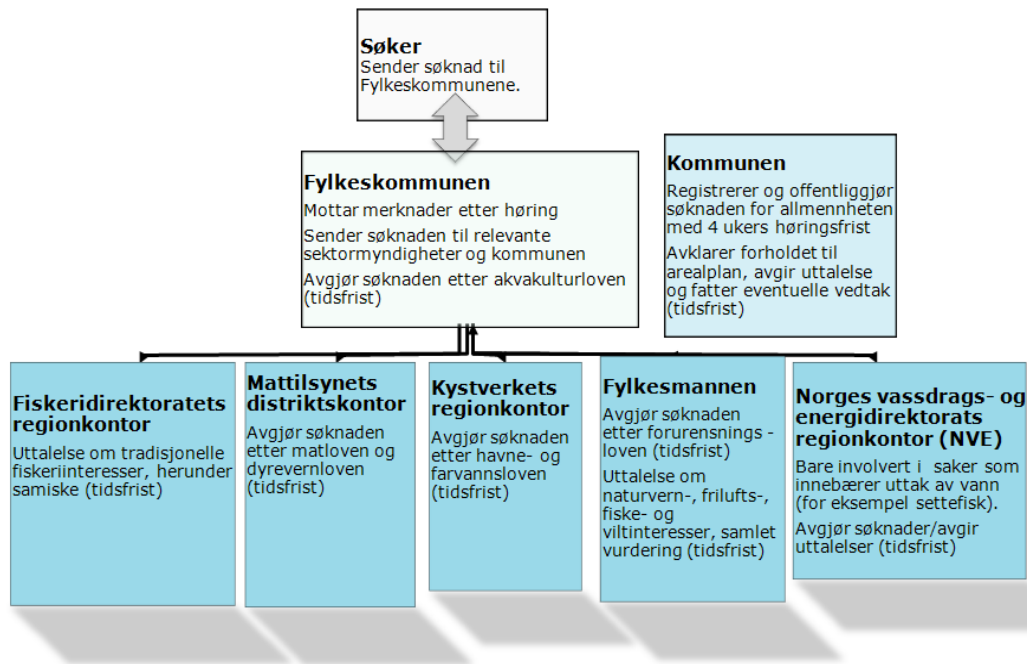 Søker
Sender søknad til
Fylkeskommunene.
Fylkeskommunen
Mottar merknader etter høring
Sender søknaden til relevante
sektormyndigheter og kommunen
Avgjør søknaden etter akvakulturloven
(tidsfrist)
Kommunen
Registrerer og offentliggjør
søknaden for allmennheten
med 4 ukers høringsfrist
Avklarer forholdet til
arealplan, avgir uttalelse
og fatter eventuelle vedtak
(tidsfrist)
Fiskeridirektoratets
regionkontor
Uttalelse om tradisjonelle
fiskeriinteresser, herunder
samiske (tidsfrist)
Mattilsynets
distriktskontor
Avgjør søknaden
etter matloven og
dyrevernloven
(tidsfrist)
Kystverkets
regionkontor
Avgjør søknaden
etter havne- og
farvannsloven
(tidsfrist)
Fylkesmannen
Avgjør søknaden
etter forurensnings -
loven (tidsfrist)
Uttalelse om
naturvern-, frilufts-,
fiske- og
viltinteresser, samlet
vurdering (tidsfrist)
Norges vassdrags- og
energidirektorats
regionkontor (NVE)
Bare involvert i  saker som
innebærer uttak av vann
(for eksempel settefisk).
Avgjør søknader/avgir
uttalelser (tidsfrist)